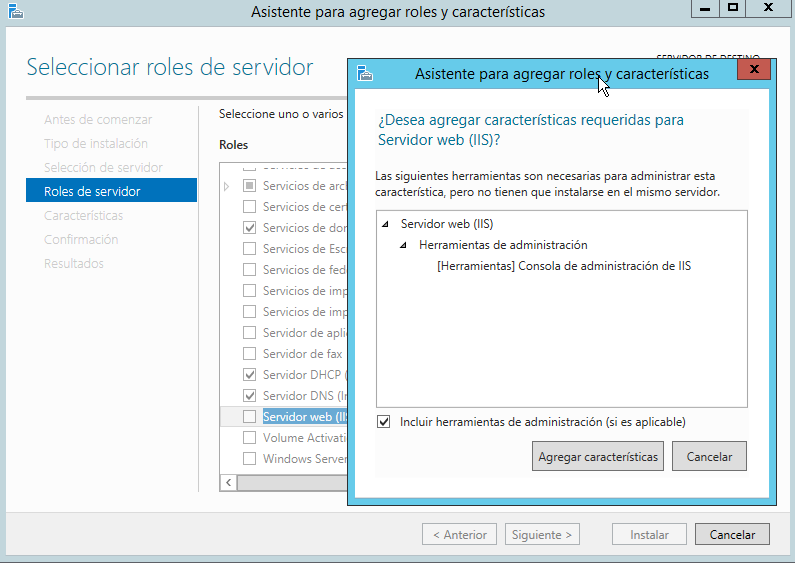 Asistente para agregar roles y características
Seleccionar roles de servidor
Antes de comenzar
Tipo de instalación
Selección de servidor
Roles de servidor
Características
Confirmación
Resultados
Seleccione uno o varios
Roles
Servicios de
Servicios de arc
Servicios de cer
Servicios de do
Servicios de Esc
Servicios de fed
Servicios de im
Servicios de im
Servidor de apli
Servidor de fax
Servidor DHCP (
Servidor DNS (I
Servidor web (II
Volume Activati
Windows Server
< Anterior
Siguiente >
Instalar
Cancelar
SERVIDOR DE DESTINO
Asistente para agregar roles y características
¿Desea agregar características requeridas para
Servidor web (IIS)?
Las siguientes herramientas son necesarias para administrar esta
característica, pero no tienen que instalarse en el mismo servidor.
Servidor web (IIS)
Herramientas de administración
[Herramientas] Consola de administración de IIS
Incluir herramientas de administración (si es aplicable)
Agregar características
Cancelar